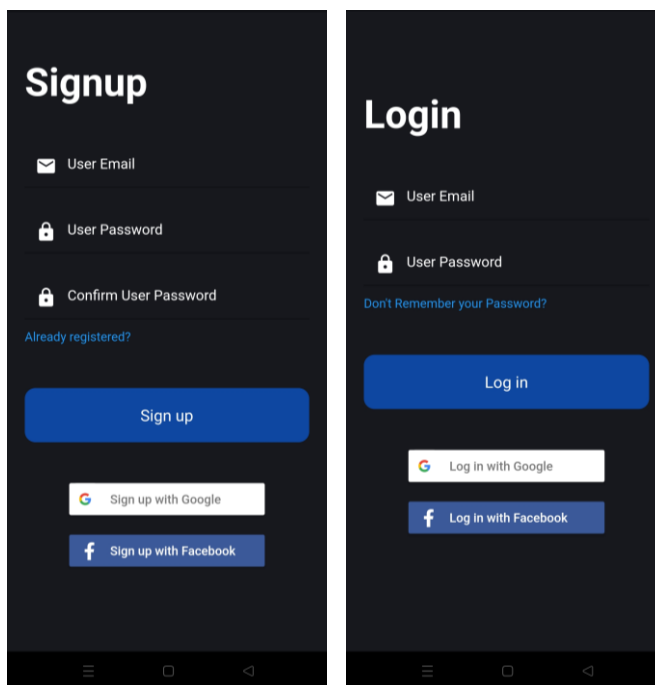 Signup
User Email
User Password
Confirm User Password
Already registered?
Sign up
Sign up with Google
Sign up with Facebook
Login
User Email
User Password
Don't Remember your Password?
Log in
Log in with Google
Log in with Facebook